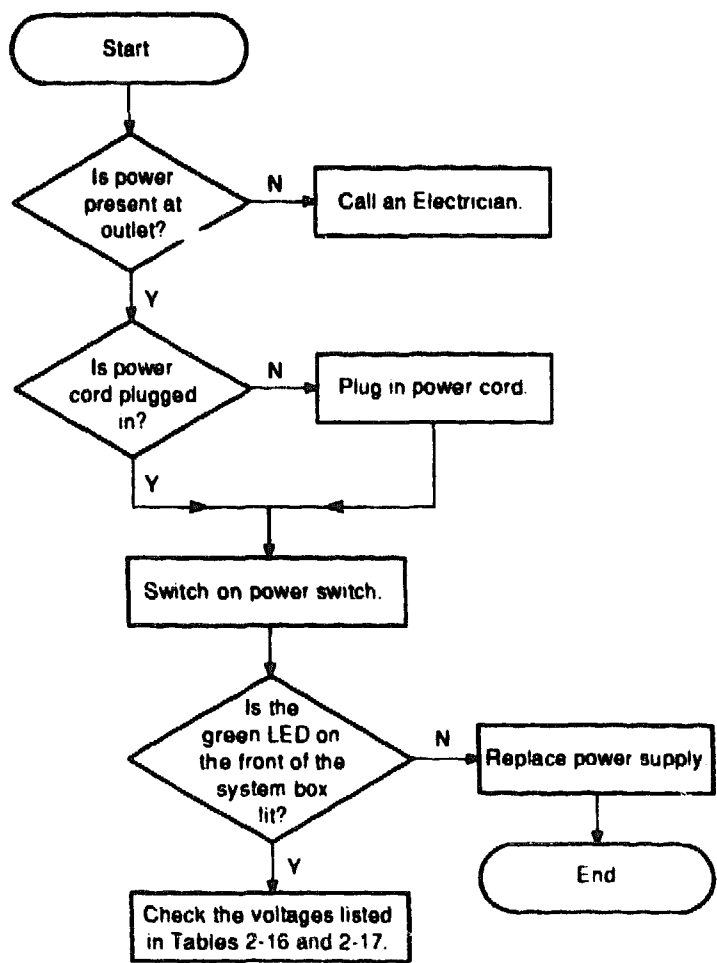 Start
Is power
present at
outlet?
N
Call an Electrician.
Y
Is power
cord plugged
in?
N
Plug in power cord.
Y
Switch on power switch.
Is the
green LED on
the front of the
system box
lit?
N
Replace power supply
Y
End
Check the voltages listed
in Tables 2-16 and 2-17.